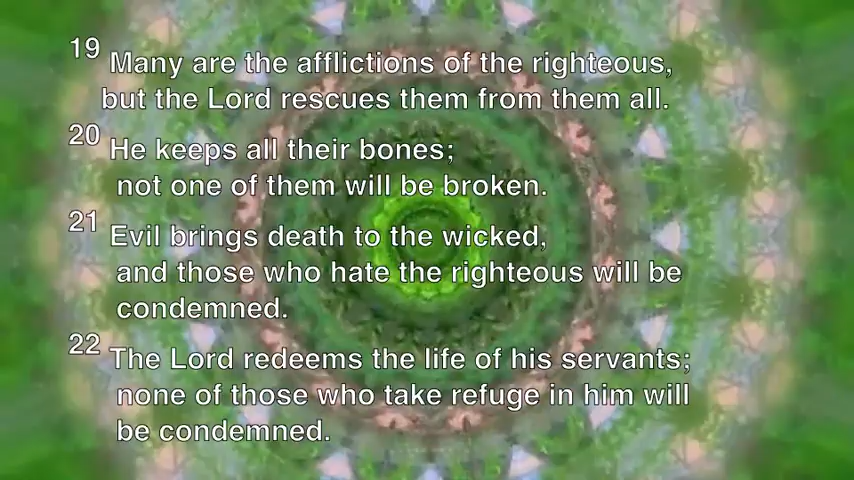 19 Many are the afflictions of the righteous,
but the Lord rescues them from them all.
20 He keeps all their bones;
not one of them will be broken.
21 Evil brings death to the wicked,
and those who hate the righteous will be
condemned.
22 The Lord redeems the life of his servants;
none of those who take refuge in him will
be condemned.